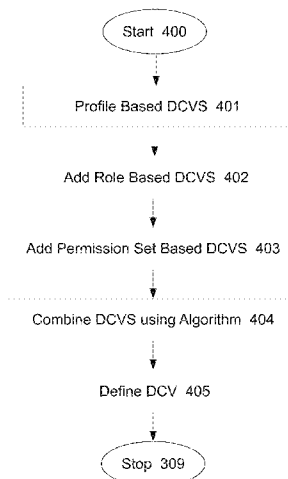 Start 400
Profile Based DCVS 401
Add Role Based DCVS 402
Add Permission Set Based DCVS 403
Combine DCVS using Algorithm 404
Define DCV 405
Stop 309